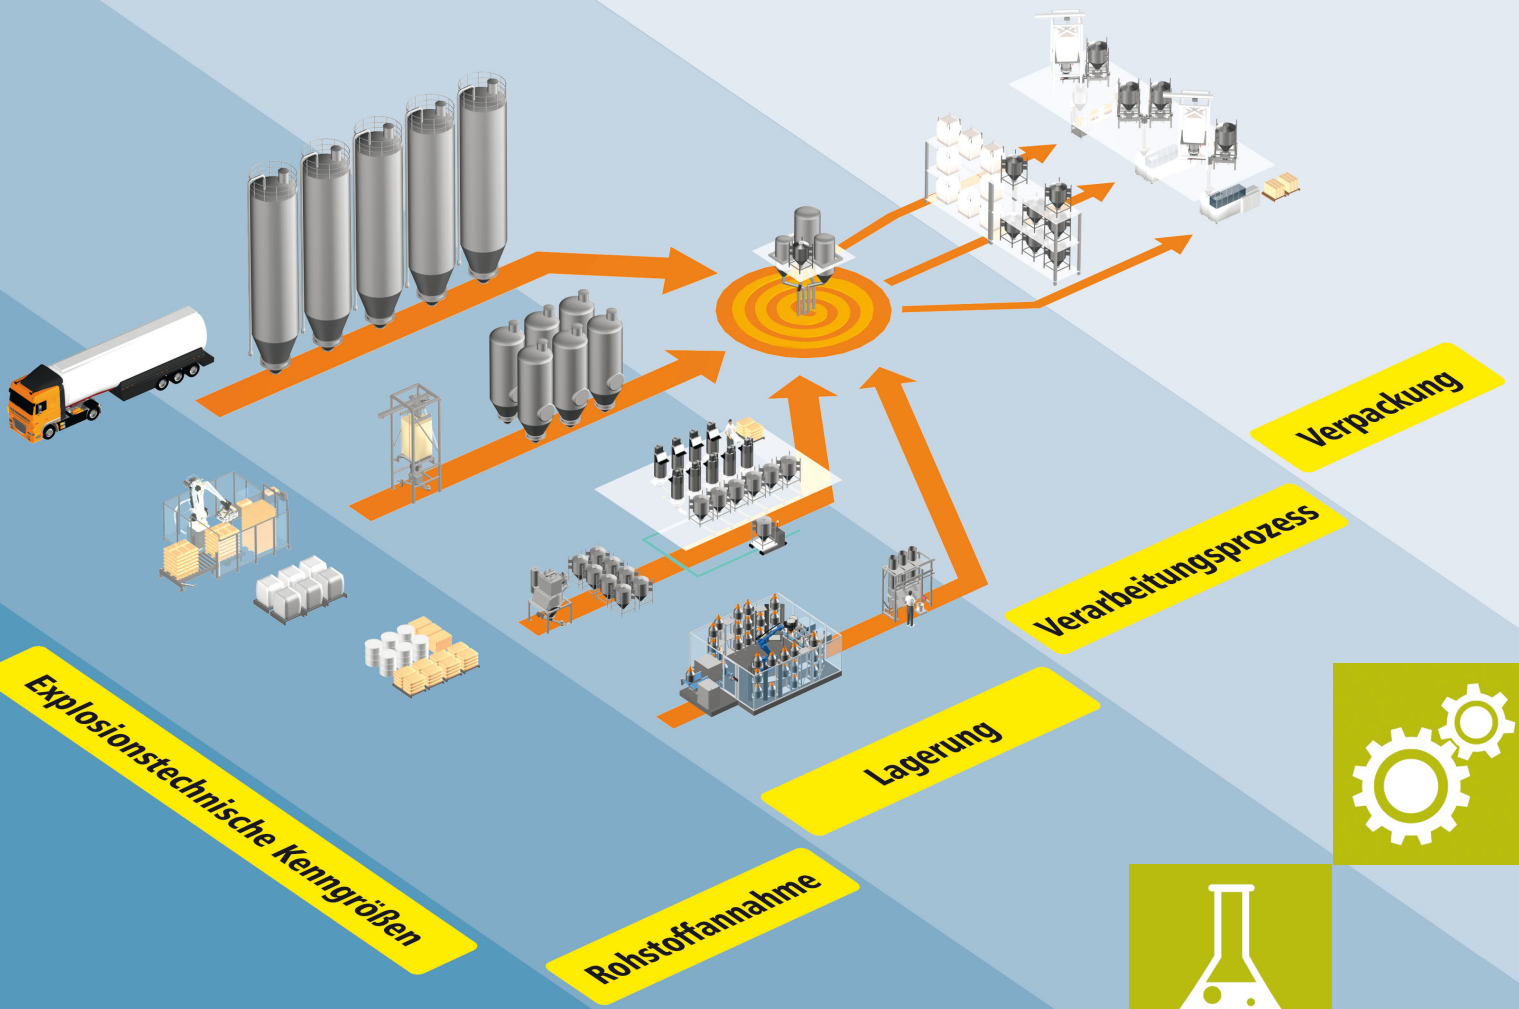 Explosionstechnische Kenngrößen
Rohstoffannahme
Lagerung
Verarbeitungsprozess
Verpackung